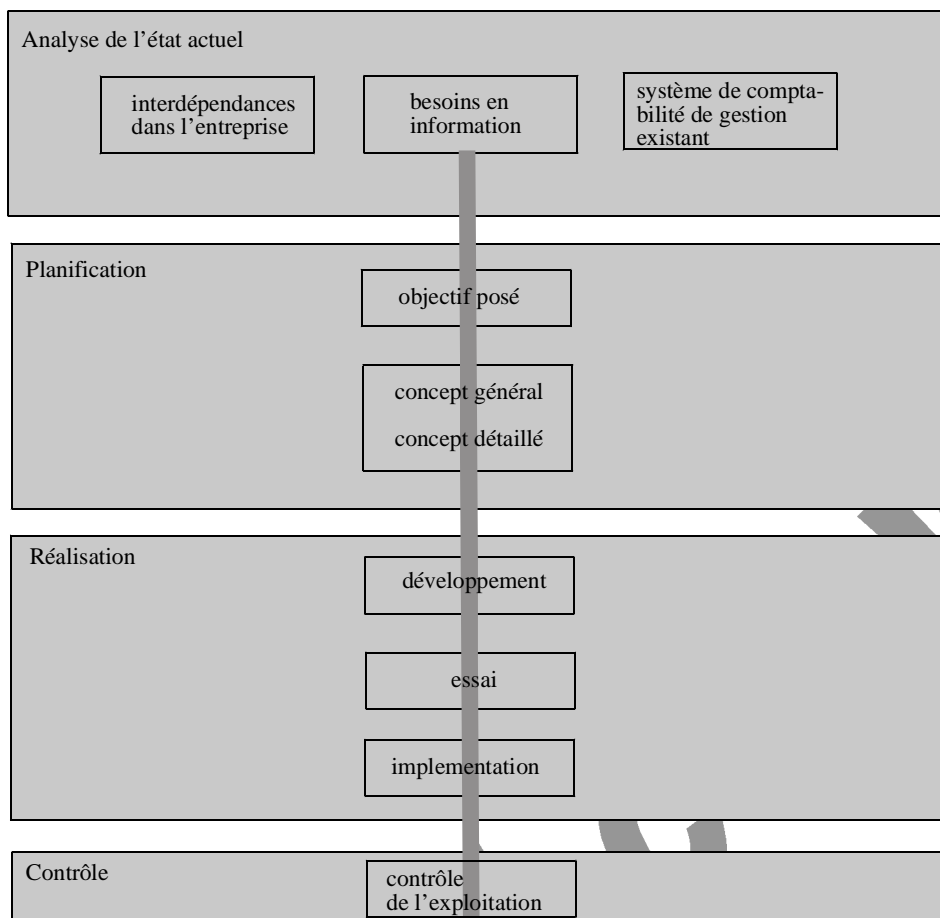 Analyse de l’état actuel
interdépendances
dans l’entreprise
besoins en
information
système de compta-
bilité de gestion
existant
Planification
objectif posé
concept général
concept détaillé
Réalisation
développement
essai
implementation
Contrôle
contrôle
de l’exploitation